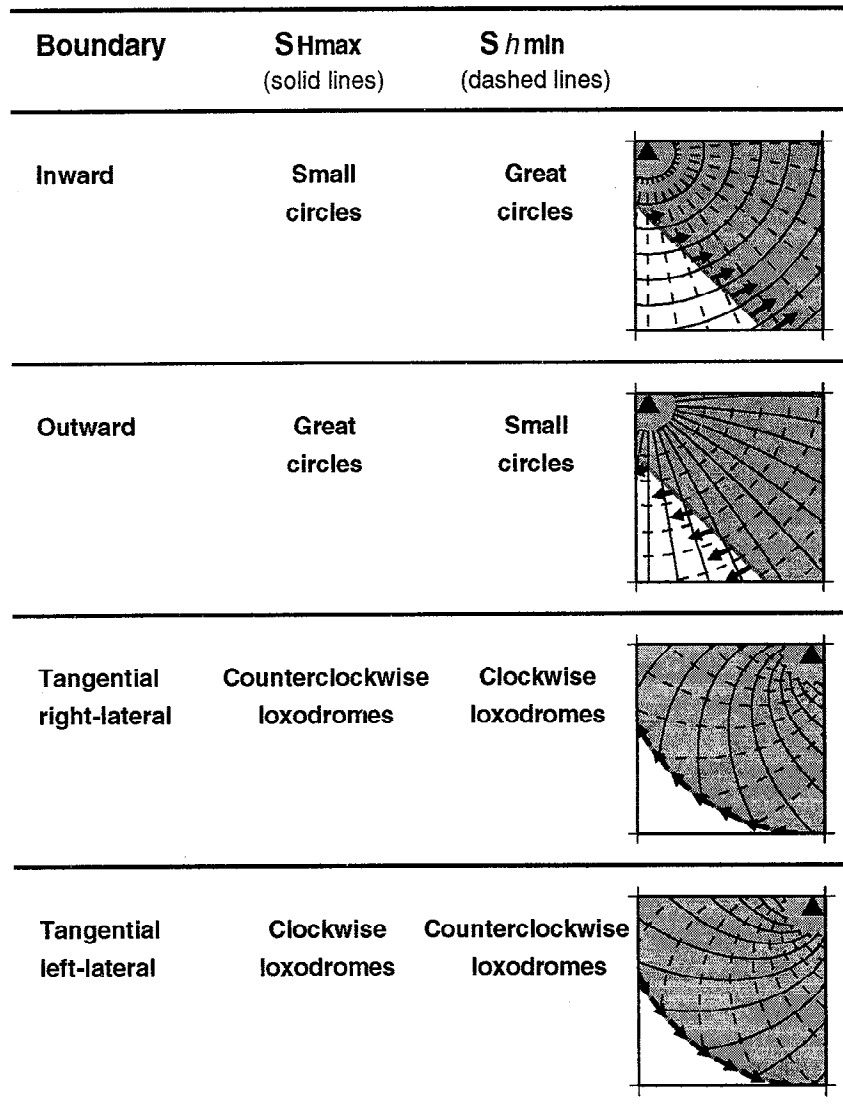 Boundary SHmax Shmin
(solid lines) (dashed lines)
Inward Small Great
circles circles
Outward Great Small
circles circles
Tangential Counterclockwise Clockwise
right-lateral loxodromes loxodromes
Tangential Clockwise Counterclockwise
left-lateral loxodromes loxodromes